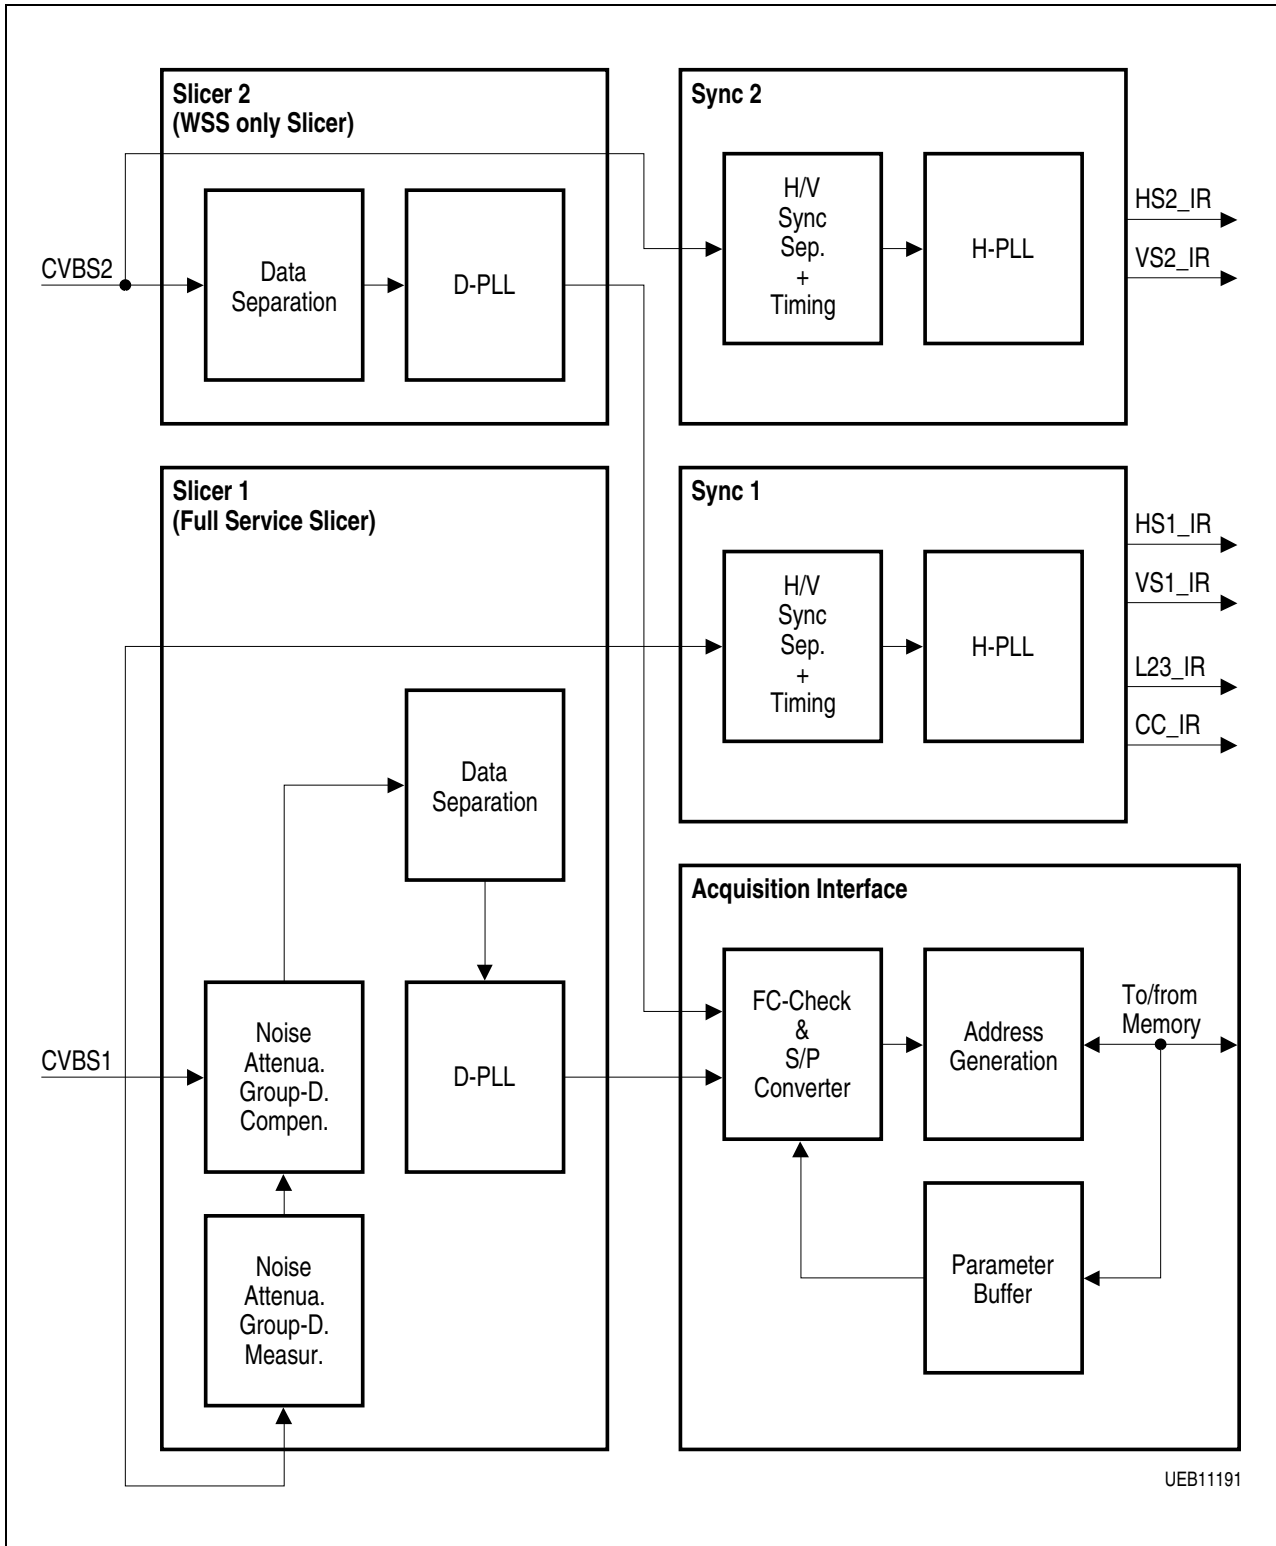 Slicer 2
(WSS only Slicer)
Sync 2
CVBS2
Data
Separation
D-PLL
H/V
Sync
Sep.
+
Timing
H-PLL
HS2_IR
VS2_IR
Slicer 1
(Full Service Slicer)
Sync 1
H/V
Sync
Sep.
+
Timing
H-PLL
HS1_IR
VS1_IR
L23_IR
CC_IR
Data
Separation
CVBS1
Noise
Attenua.
Group-D.
Compen.
D-PLL
Noise
Attenua.
Group-D.
Measur.
Acquisition Interface
FC-Check
&
S/P
Converter
Address
Generation
To/from
Memory
Parameter
Buffer
UEB11191